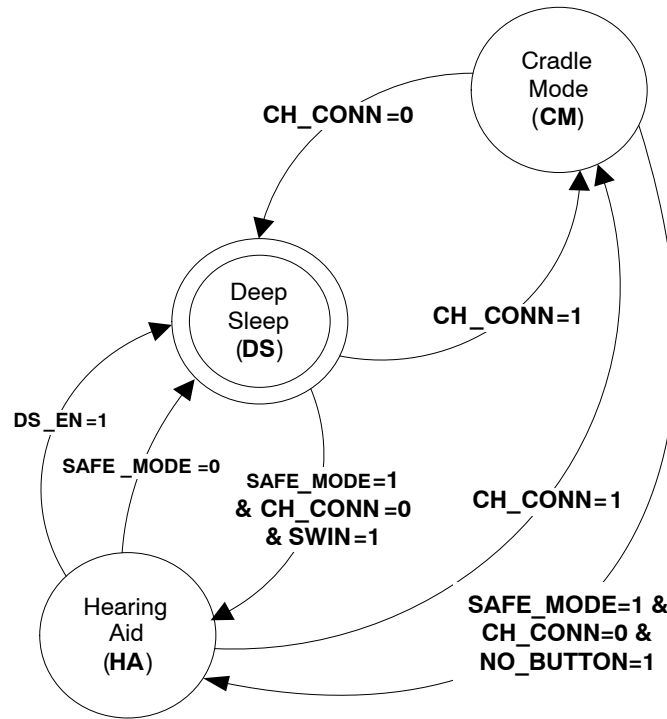 Cradle
Mode
(CM)
CH_CONN=0
Deep
Sleep
(DS)
CH_CONN=1
DS_EN=1
SAFE_MODE=0
SAFE_MODE=1
& CH_CONN=0
& SWIN=1
CH_CONN=1
Hearing
Aid
(HA)
SAFE_MODE=1 &
CH_CONN=0 &
NO_BUTTON=1